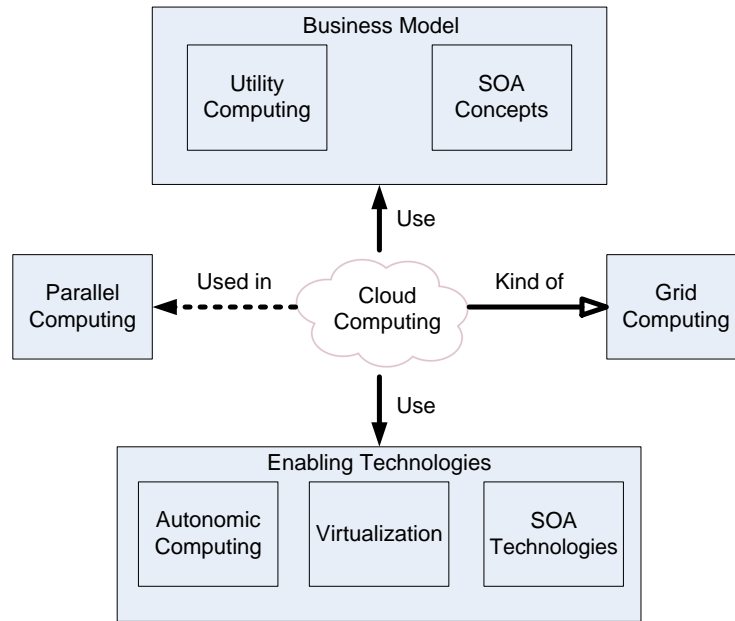 Business Model
Utility
Computing
SOA
Concepts
Use
Parallel
Computing
Used in
Cloud
Computing
Kind of
Grid
Computing
Use
Enabling Technologies
Autonomic
Computing
Virtualization
SOA
Technologies